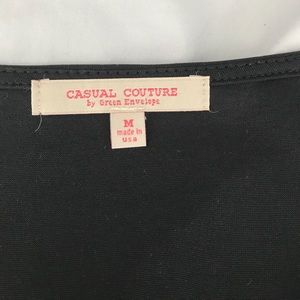 CASUAL COUTURE
by Green Envelope
M
made in
usa